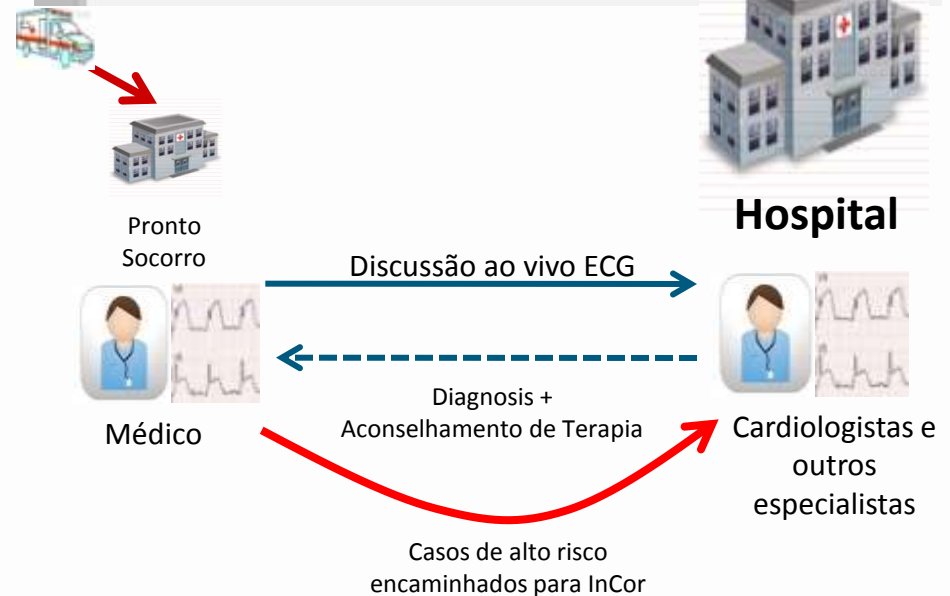 Hospital
Pronto
Socorro
Discussão ao vivo ECG
Diagnosis +
Aconselhamento de Terapia
Médico
Cardiologistas e
outros
especialistas
Casos de alto risco
encaminhados para InCor